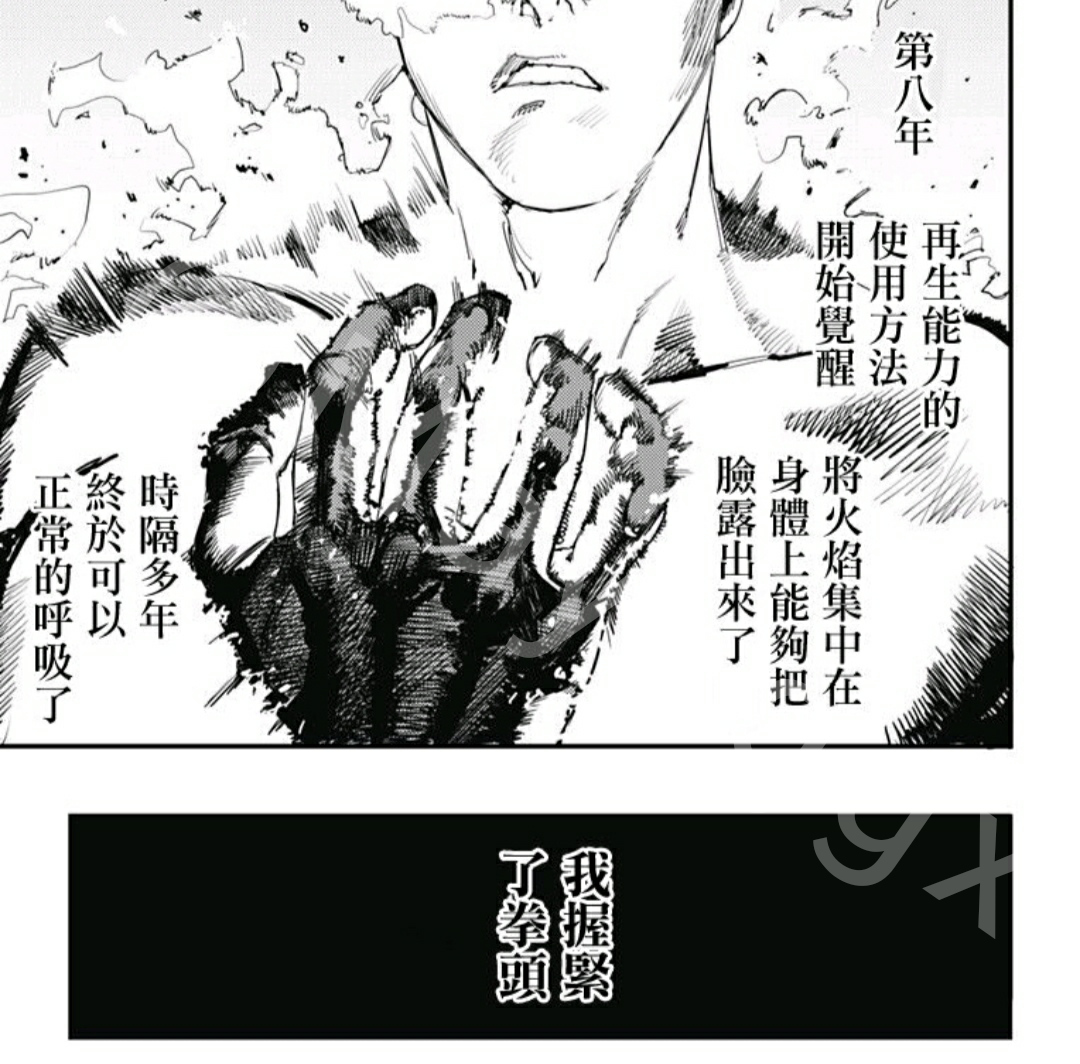 第八年
再生能力的
使用方法
開始覺醒
將火焰集中在
身體上能夠把
臉露出來了
時隔多年
終於可以
正常的呼吸了
我握緊
了拳頭